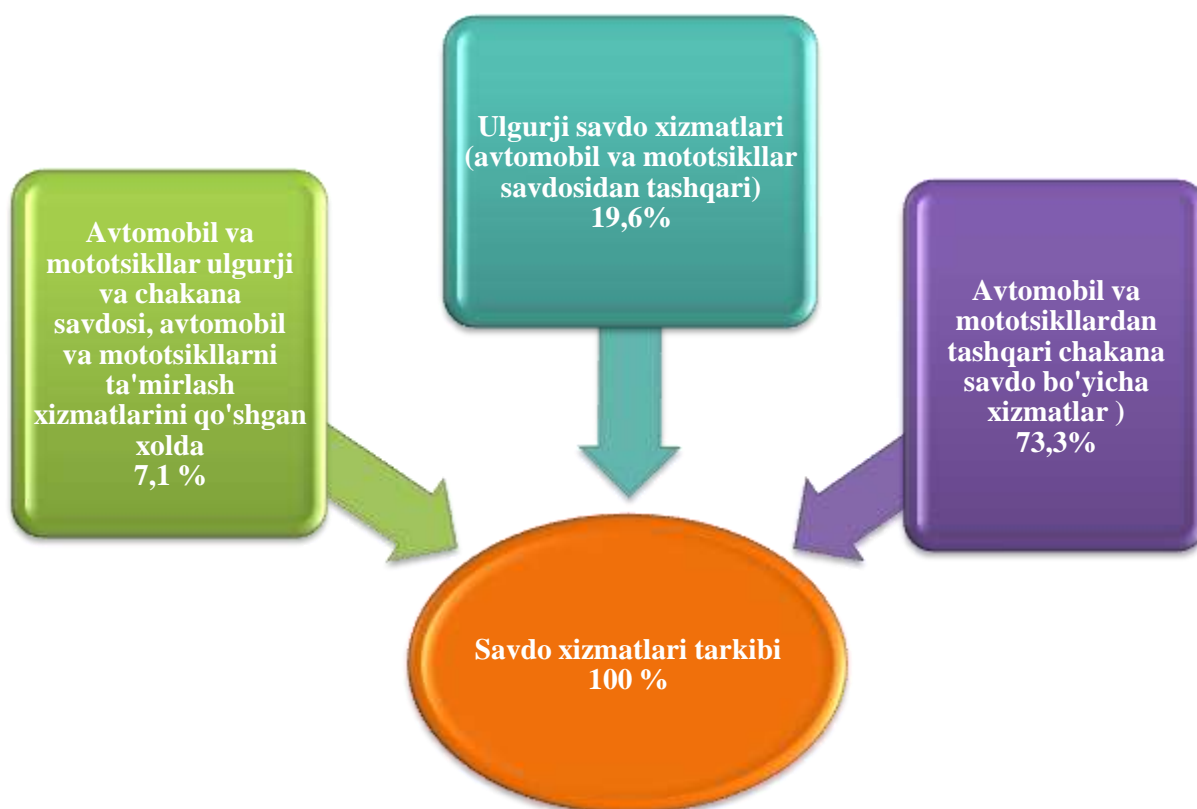 Ulgurji savdo xizmatlari
(avtomobil va mototsikllar
savdosidan tashqari)
19,6%
Avtomobil va
mototsikllar ulgurji
va chakana
savdosi, avtomobil
va mototsikllarni
ta'mirlash
xizmatlarini qo'shgan
xolda
7,1 %
Avtomobil va
mototsikllardan
tashqari chakana
savdo bo'yicha
xizmatlar )
73,3%
Savdo xizmatlari tarkibi
100 %